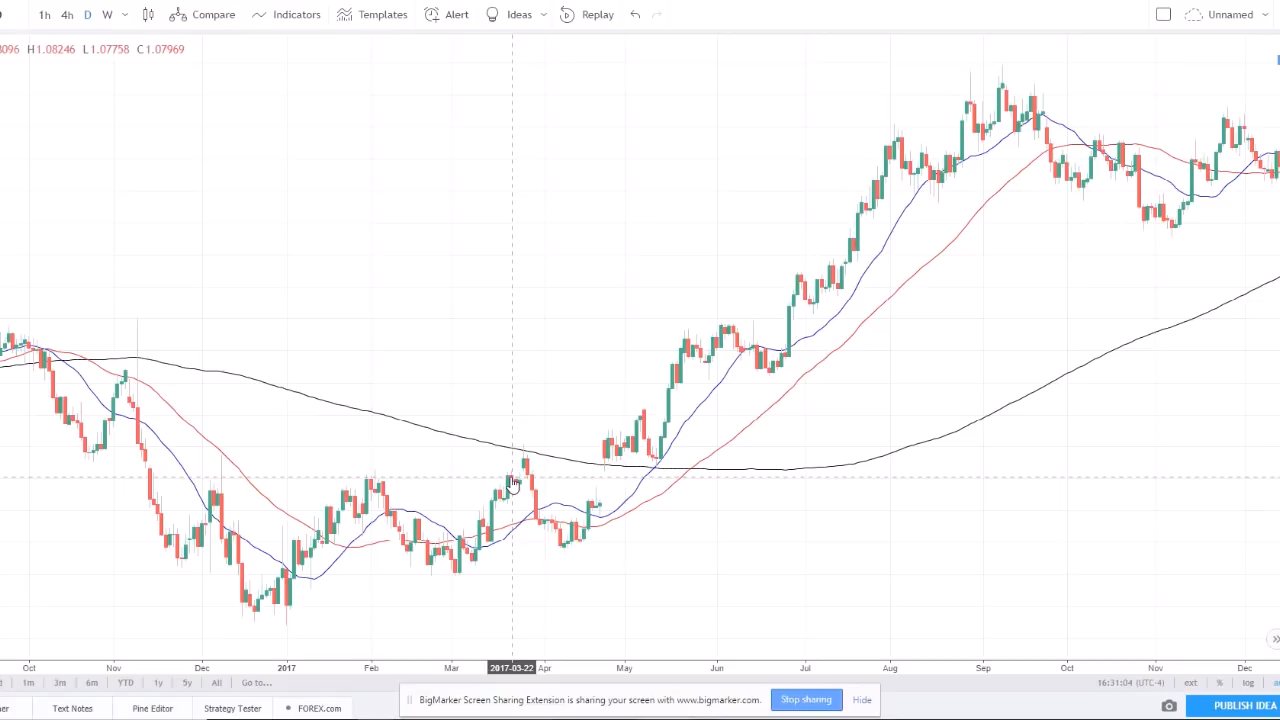 1h 4h D W Compare Indicators Templates Alert Ideas Replay Unnamed
8096 H1.08246 L1.07758 C1.07969
Oct Nov Dec 2017 Feb Mar 2017-03-22 Apr May Jun Jul Aug Sep Oct Nov Dec
1m 3m 6m YTD 1y 5y All Go to... 16:31:04 (UTC-4) ext % log
Text Notes Pine Editor Strategy Tester FOREX.com PUBLISH IDEA
BigMarker Screen Sharing Extension is sharing your screen with www.bigmarker.com. Stop sharing Hide